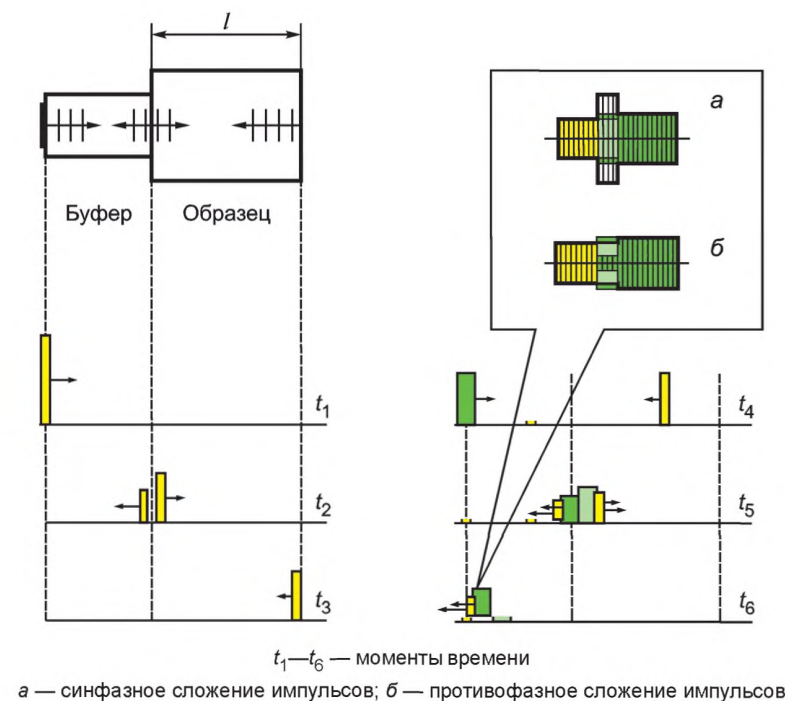 l
Буфер
Образец
а
б
t1
t2
t3
t4
t5
t6
t1—t6 — моменты времени
а — синфазное сложение импульсов; б — противофазное сложение импульсов